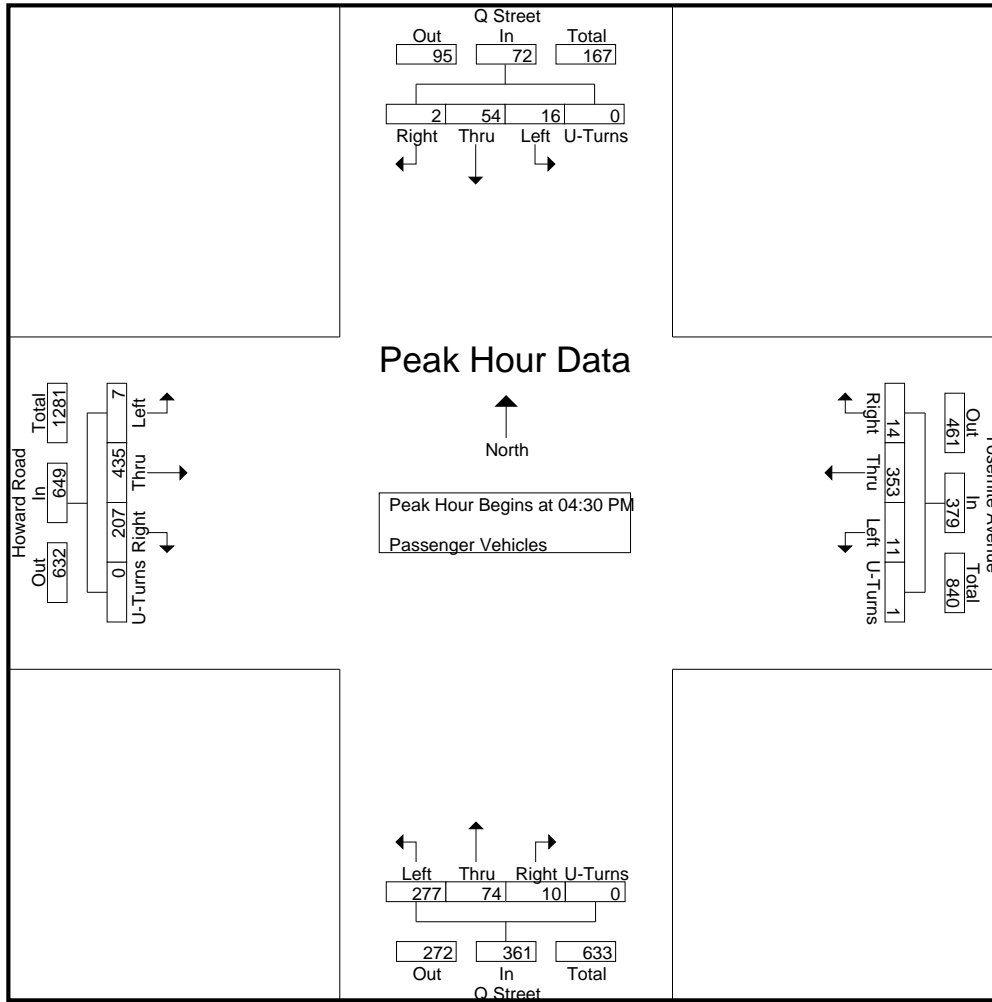 Q Street
Out In Total
95 72 167
2 54 16 0
Right Thru Left U-Turns
Peak Hour Data
North
Peak Hour Begins at 04:30 PM
Passenger Vehicles
Howard Road
Total In Out
1281 649 632
7 435 207 0
Left Thru Right U-Turns
Out In Total
461 379 840
14 353 11 1
Right Thru Left U-Turns
Left Thru Right U-Turns
277 74 10 0
272 361 633
Out In Total
Q Street
Avenue